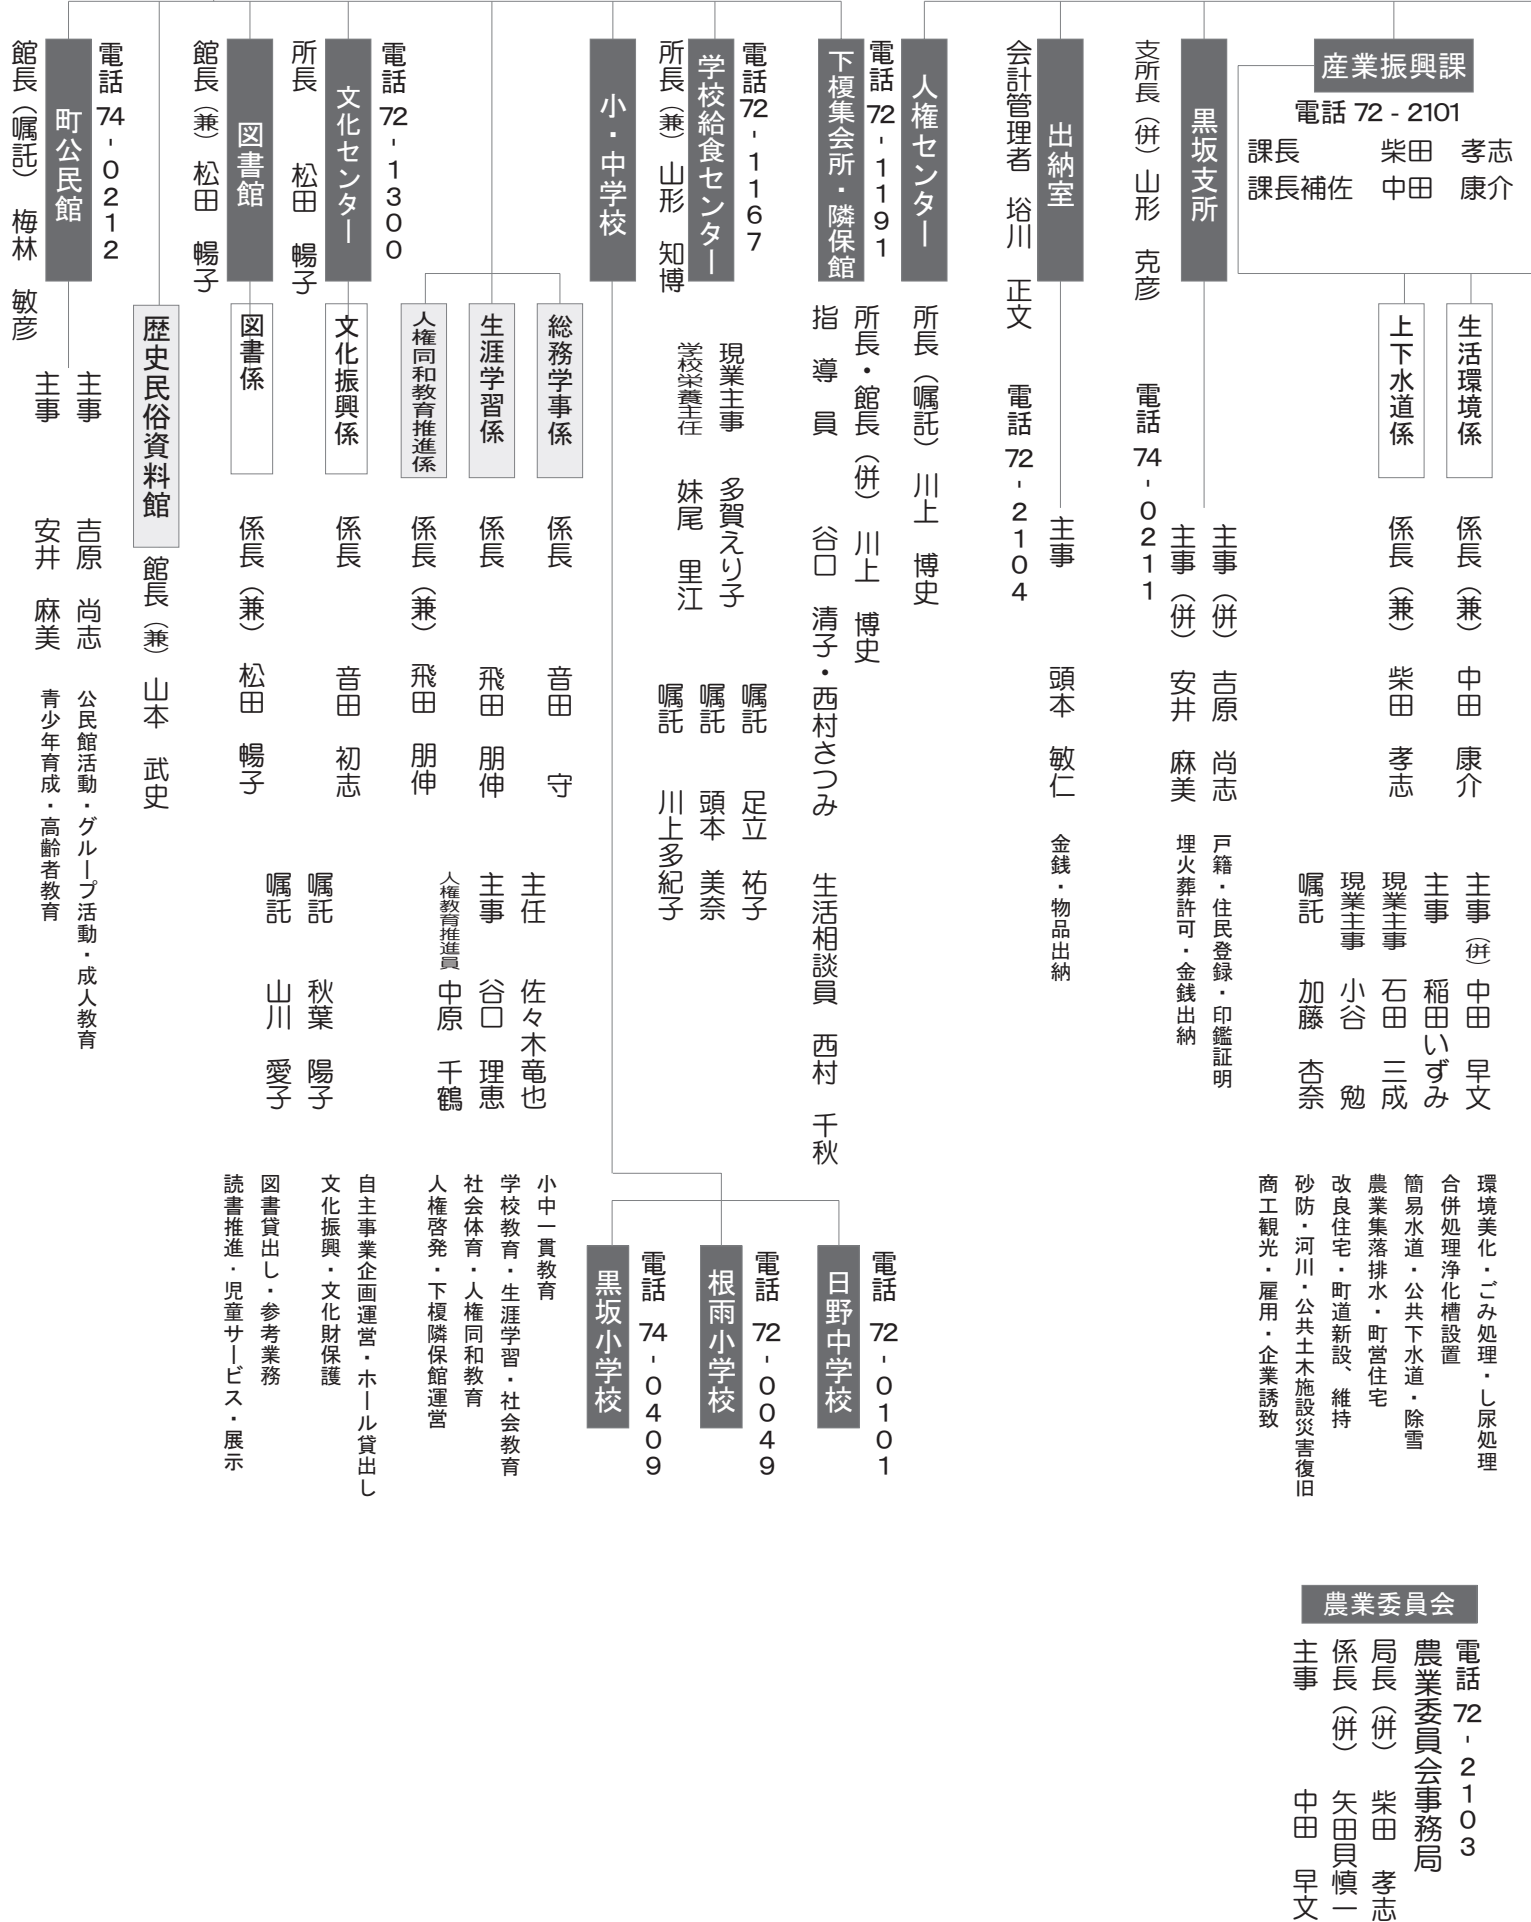 産業振興課
電話 72 - 2101
課長 柴田 孝志
課長補佐 中田 康介
生活環境係
係長（兼） 中田 康介
上下水道係
係長（兼） 柴田 孝志
主事（併） 中田 早文
主事 稲田いずみ
現業主事 石田 三成
現業主事 小谷 勉
嘱託 加藤 杏奈
環境美化・ごみ処理・し尿処理
合併処理浄化槽設置
簡易水道・公共下水道・除雪
農業集落排水・町営住宅
改良住宅・町道新設、維持
砂防・河川・公共土木施設災害復旧
商工観光・雇用・企業誘致
農業委員会
電話 72-2103
農業委員会事務局
局長（併） 柴田 孝志
係長（併） 矢田貝慎一
主事 中田 早文
黒坂支所
支所長（併） 山形 克彦
電話 74-0211
主事（併） 吉原 尚志
主事（併） 安井 麻美
戸籍・住民登録・印鑑証明
埋火葬許可・金銭出納
出納室
会計管理者 塔川 正文
電話 72-2104
主事 頭本 敏仁
金銭・物品出納
人権センター
所長（嘱託） 川上 博史
電話 72-1191
下榎集会所・隣保館
所長・館長（併） 川上 博史
指導員 谷口 清子・西村さつみ
生活相談員 西村 千秋
電話 72-1167
学校給食センター
所長（兼） 山形 知博
現業主事 多賀えり子
学校栄養主任 妹尾 里江
嘱託 足立 祐子
嘱託 頭本 美奈
嘱託 川上多紀子
小・中学校
電話 72-0101
日野中学校
電話 72-0049
根雨小学校
電話 74-0409
黒坂小学校
総務学事係
係長 音田 守
生涯学習係
係長 飛田 朋伸
人権同和教育推進係
係長（兼） 飛田 朋伸
主任 佐々木竜也
主事 谷口 理恵
人権教育推進員 中原 千鶴
小中一貫教育
学校教育・生涯学習・社会教育
社会体育・人権同和教育
人権啓発・下榎隣保館運営
電話 72-1300
文化センター
所長 松田 暢子
文化振興係
係長 音田 初志
嘱託 秋葉 陽子
嘱託 山川 愛子
自主事業企画運営・ホール貸出し
文化振興・文化財保護
図書館
館長（兼） 松田 暢子
図書係
係長（兼） 松田 暢子
図書貸出し・参考業務
読書推進・児童サービス・展示
歴史民俗資料館
館長（兼） 山本 武史
電話 74-0212
町公民館
館長（嘱託） 梅林 敏彦
主事 吉原 尚志
主事 安井 麻美
公民館活動・グループ活動・成人教育
青少年育成・高齢者教育